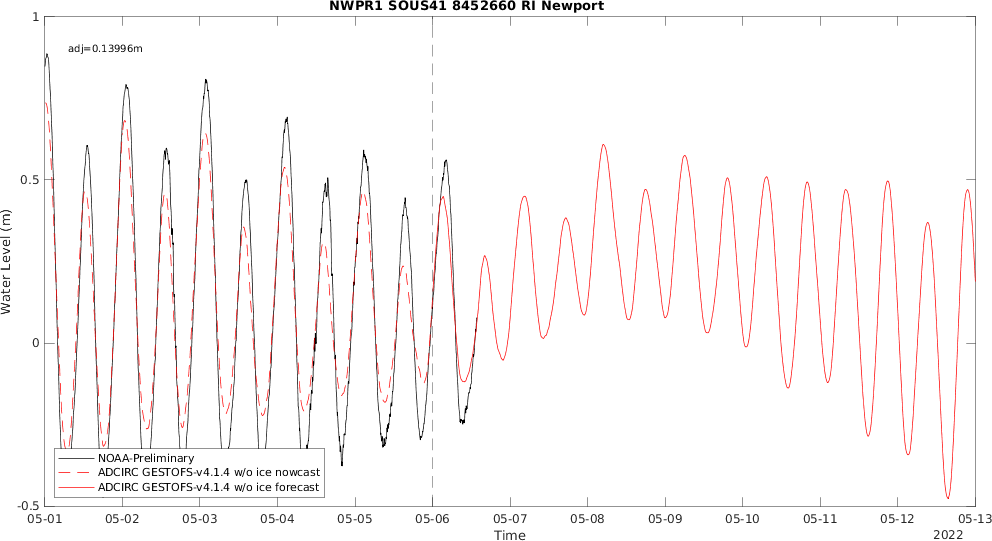 NWPR1 SOUS41 8452660 RI Newport
adj=0.13996m
Water Level (m)
1
0.5
0
-0.5
NOAA-Preliminary
ADCIRC GESTOFS-v4.1.4 w/o ice nowcast
ADCIRC GESTOFS-v4.1.4 w/o ice forecast
05-01 05-02 05-03 05-04 05-05 05-06 05-07 05-08 05-09 05-10 05-11 05-12 05-13
Time
2022